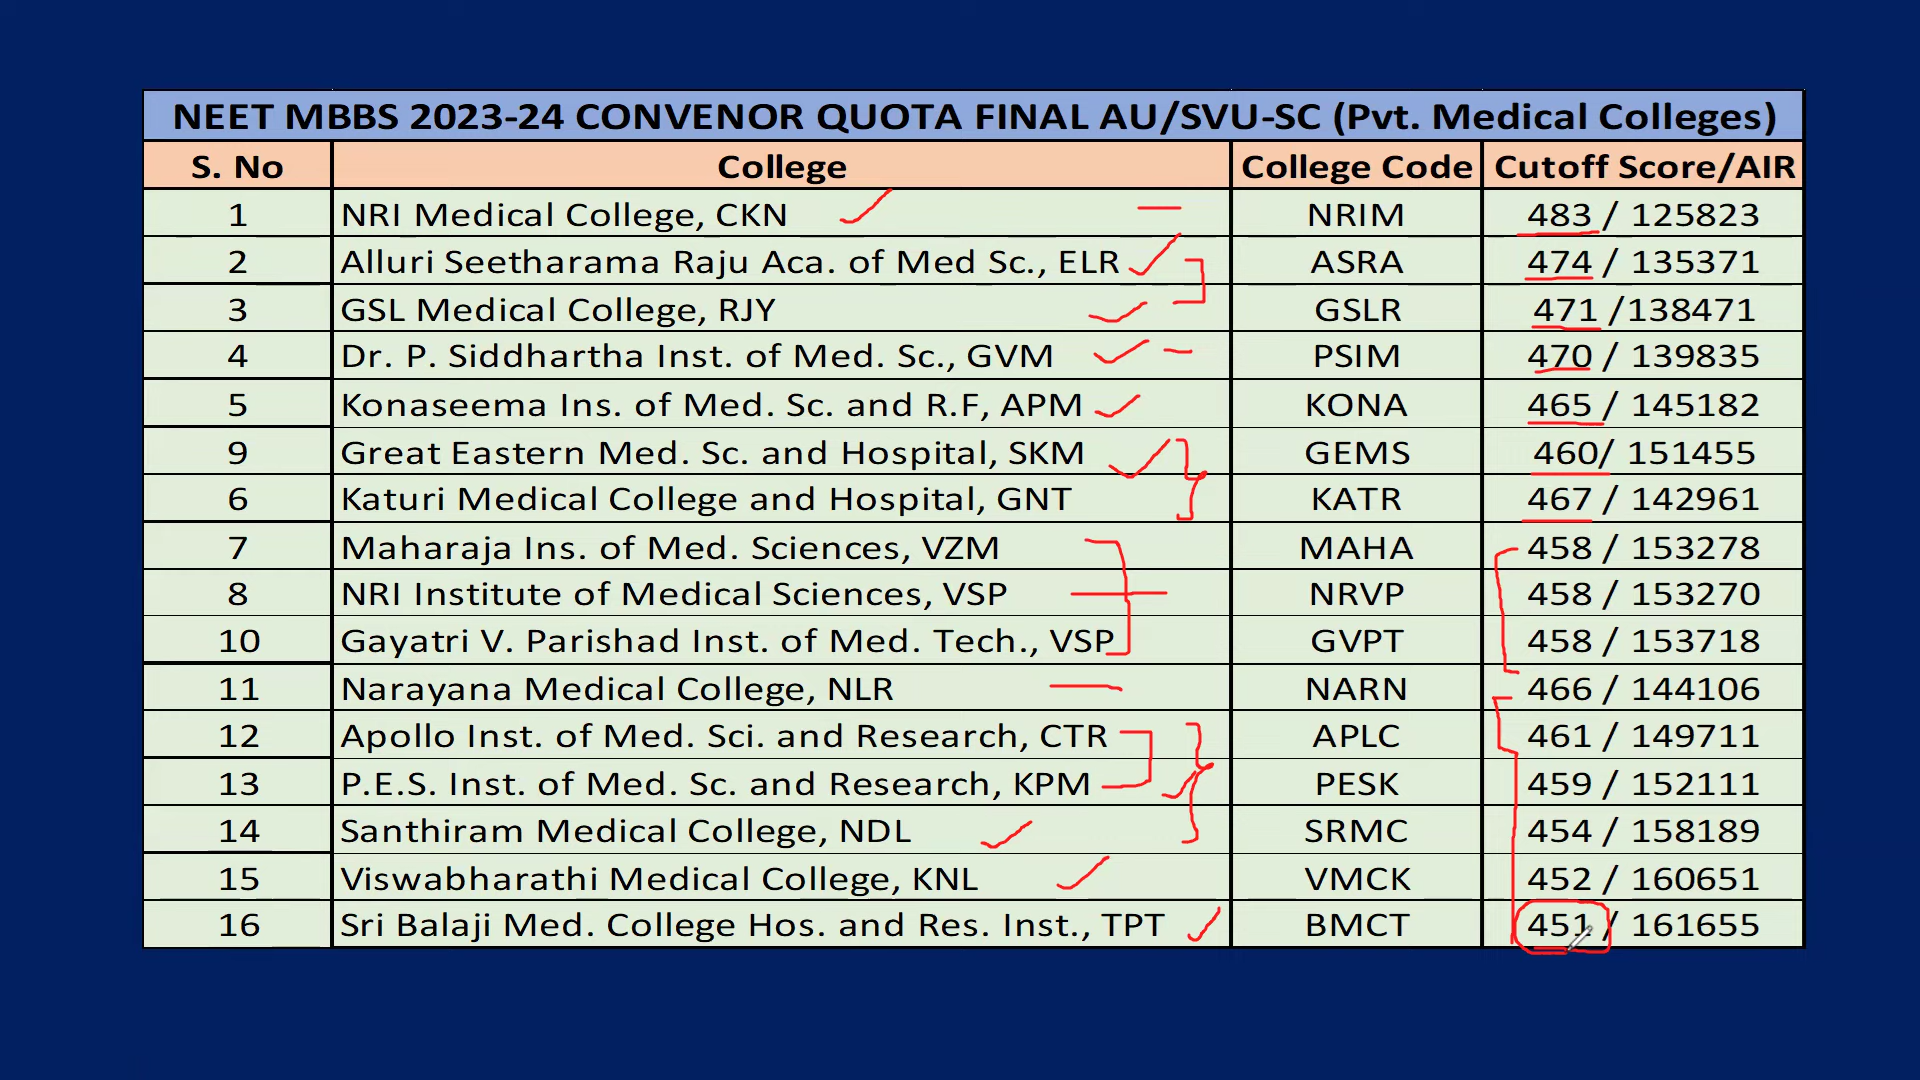 NEET MBBS 2023-24 CONVENOR QUOTA FINAL AU/SVU-SC (Pvt. Medical Colleges)
S. No College College Code Cutoff Score/AIR
1 NRI Medical College, CKN NRIM 483 / 125823
2 Alluri Seetharama Raju Aca. of Med Sc., ELR ASRA 474 / 135371
3 GSL Medical College, RJY GSLR 471 /138471
4 Dr. P. Siddhartha Inst. of Med. Sc., GVM PSIM 470 / 139835
5 Konaseema Ins. of Med. Sc. and R.F, APM KONA 465 / 145182
9 Great Eastern Med. Sc. and Hospital, SKM GEMS 460/ 151455
6 Katuri Medical College and Hospital, GNT KATR 467 / 142961
7 Maharaja Ins. of Med. Sciences, VZM MAHA 458 / 153278
8 NRI Institute of Medical Sciences, VSP NRVP 458 / 153270
10 Gayatri V. Parishad Inst. of Med. Tech., VSP GVPT 458 / 153718
11 Narayana Medical College, NLR NARN 466 / 144106
12 Apollo Inst. of Med. Sci. and Research, CTR APLC 461 / 149711
13 P.E.S. Inst. of Med. Sc. and Research, KPM PESK 459 / 152111
14 Santhiram Medical College, NDL SRMC 454 / 158189
15 Viswabharathi Medical College, KNL VMCK 452 / 160651
16 Sri Balaji Med. College Hos. and Res. Inst., TPT BMCT 451 / 161655